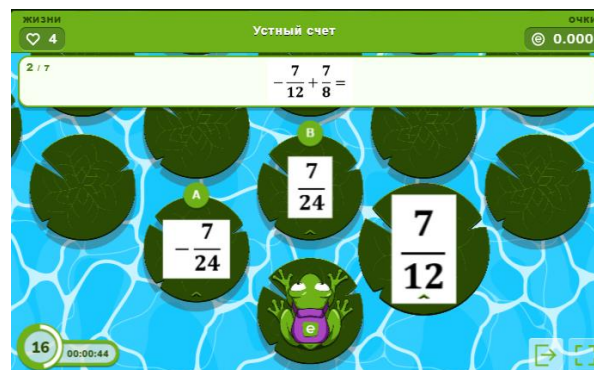 ЖИЗНИ
4
Устный счет
ОЧКИ
0.000
2 / 7
−7/12 + 7/8 =
B
7/24
A
−7/24
7/12
e
16
00:00:44